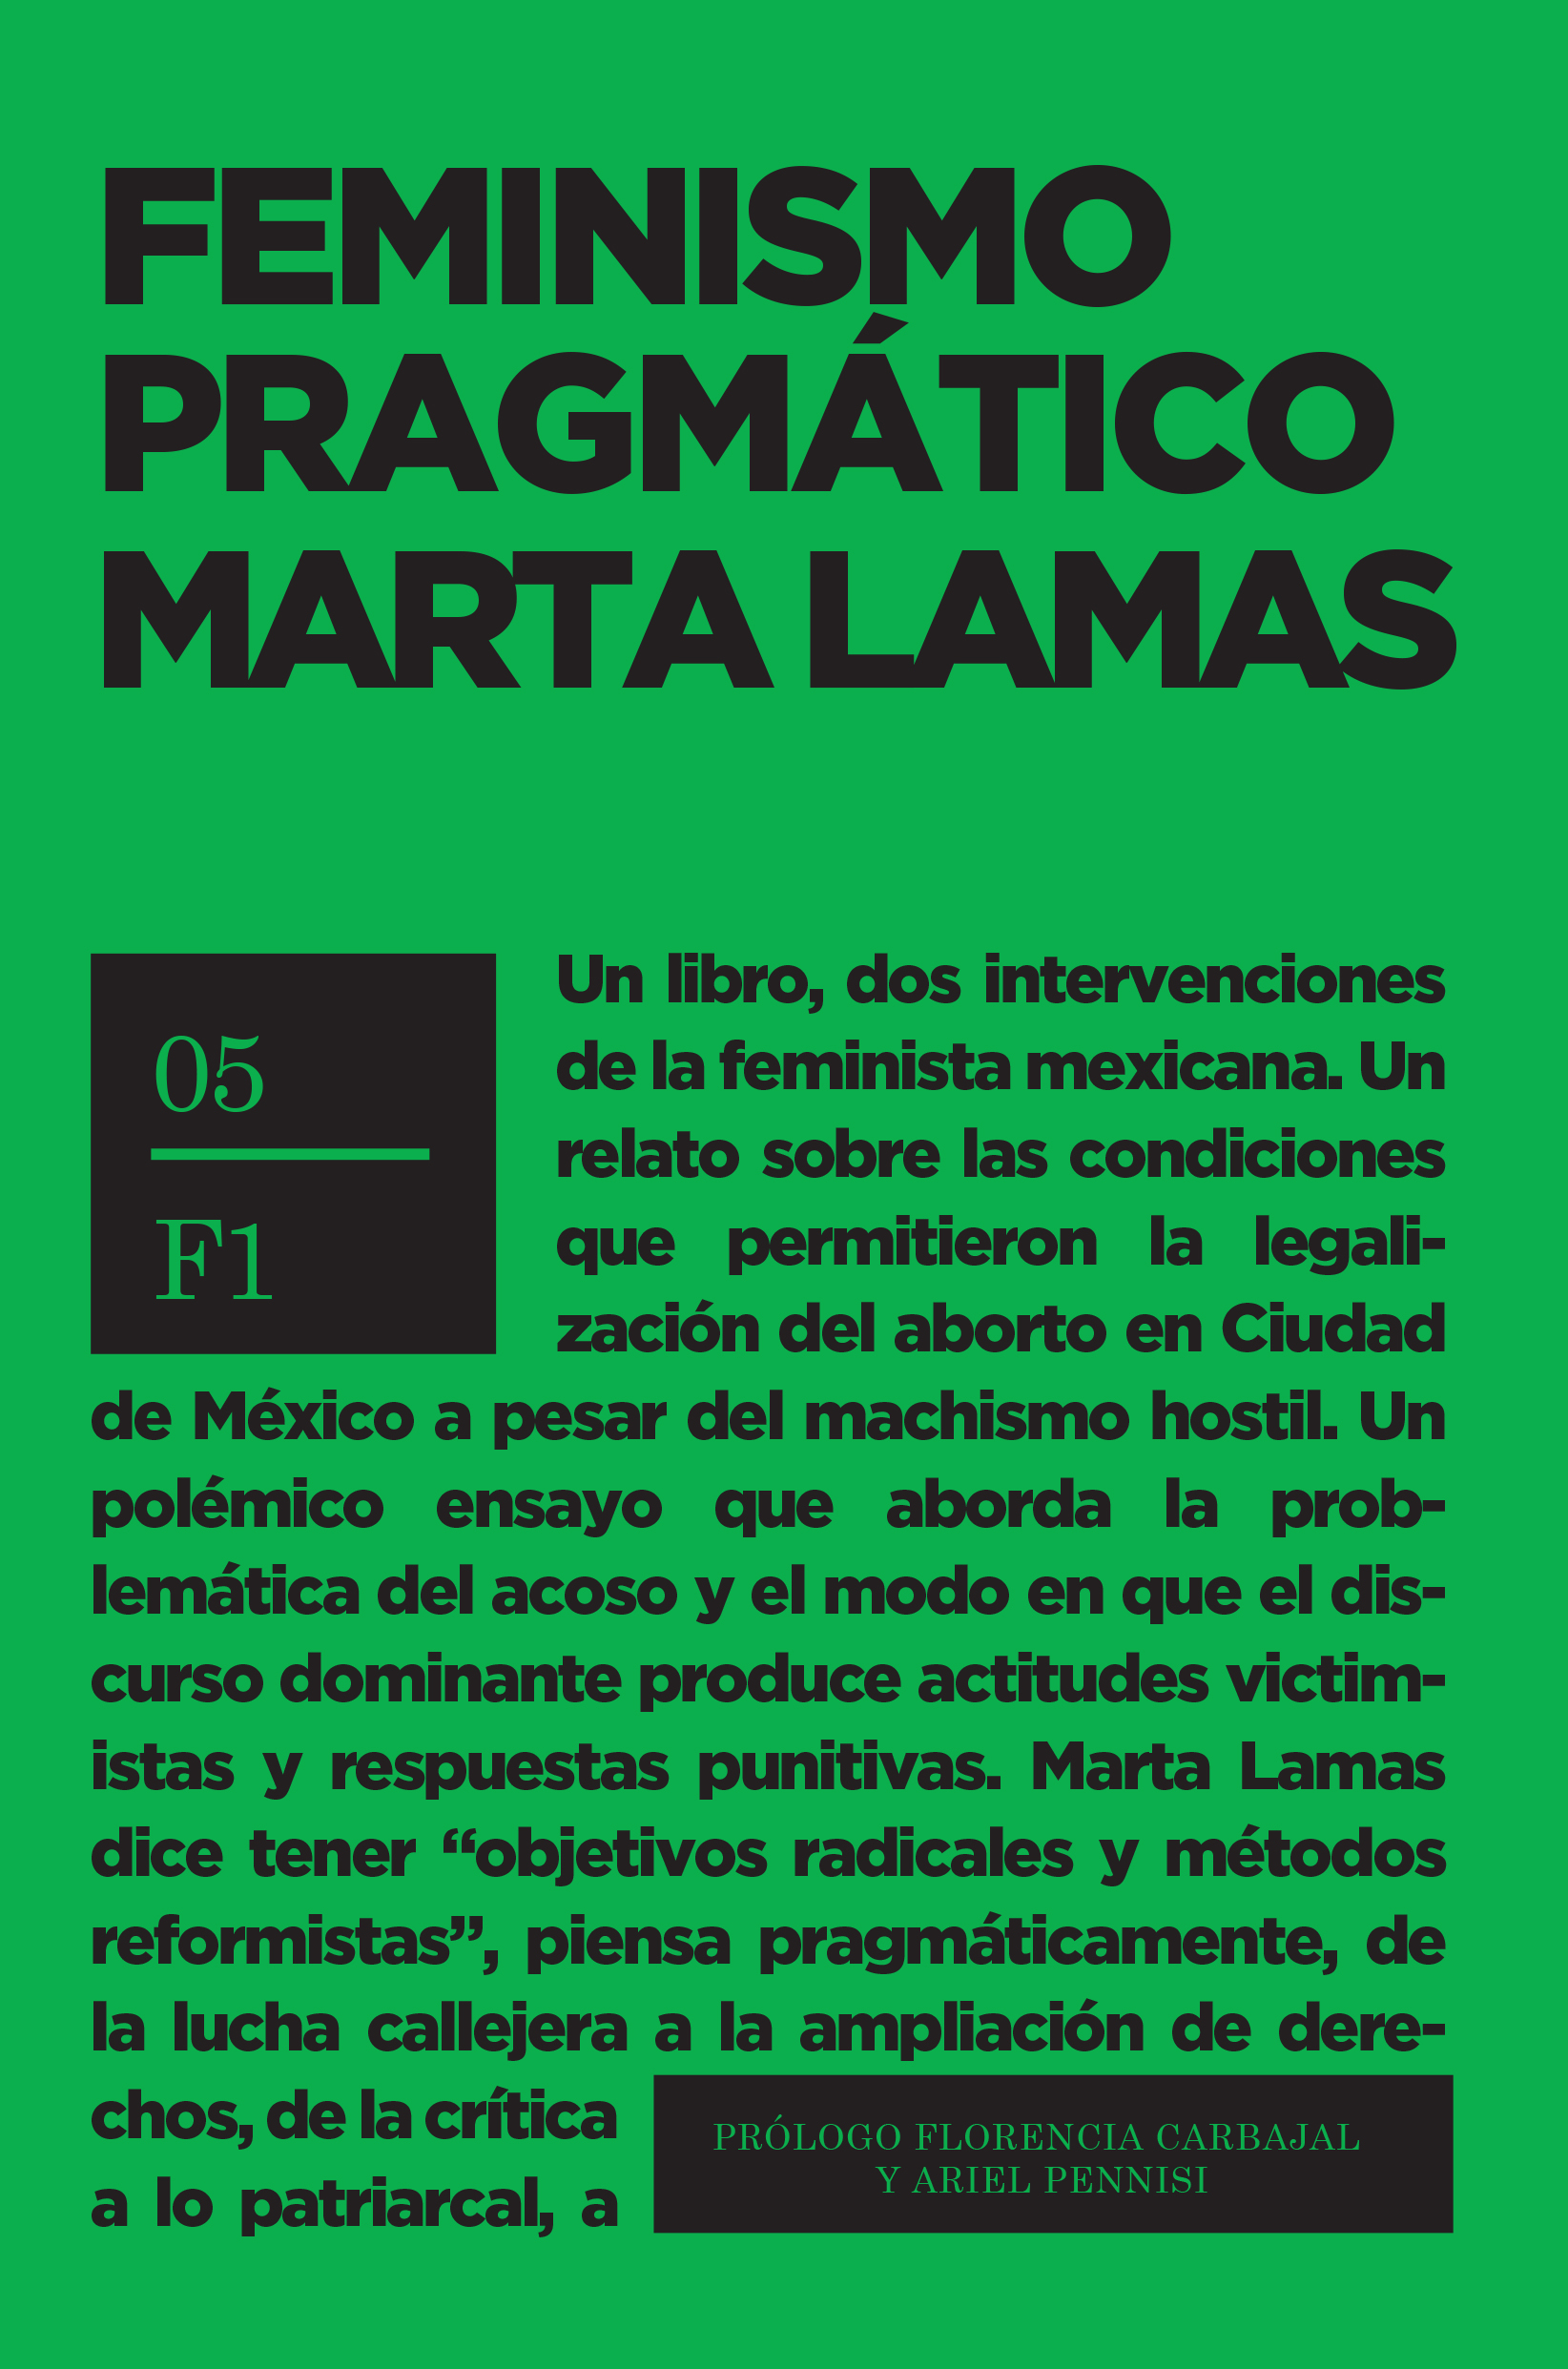 FEMINISMO
PRAGMÁTICO
MARTA LAMAS
05
F1
Un libro, dos intervenciones
de la feminista mexicana. Un
relato sobre las condiciones
que permitieron la legali-
zación del aborto en Ciudad
de México a pesar del machismo hostil. Un
polémico ensayo que aborda la prob-
lemática del acoso y el modo en que el dis-
curso dominante produce actitudes victim-
istas y respuestas punitivas. Marta Lamas
dice tener “objetivos radicales y métodos
reformistas”, piensa pragmáticamente, de
la lucha callejera a la ampliación de dere-
chos, de la crítica
a lo patriarcal, a
PRÓLOGO FLORENCIA CARBAJAL
Y ARIEL PENNISI